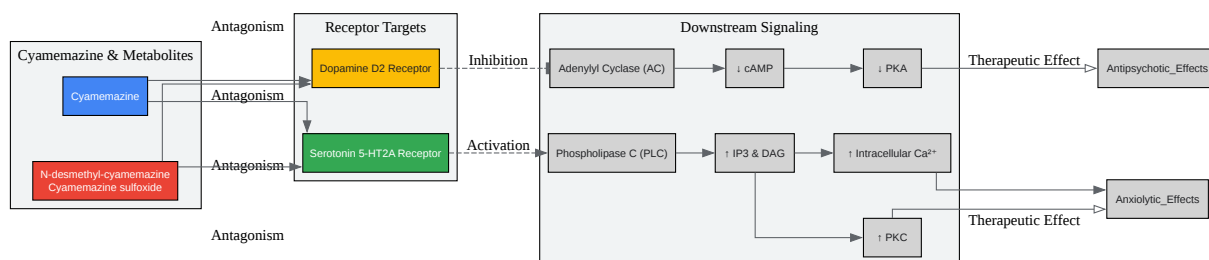 Antagonism
Cyamemazine & Metabolites
Receptor Targets
Downstream Signaling
Cyamemazine
Antagonism
Dopamine D2 Receptor
Inhibition
Adenylyl Cyclase (AC)
↓ cAMP
↓ PKA
Therapeutic Effect
Antipsychotic_Effects
N-desmethyl-cyamemazine
Cyamemazine sulfoxide
Antagonism
Serotonin 5-HT2A Receptor
Activation
Phospholipase C (PLC)
↑ IP3 & DAG
↑ Intracellular Ca²⁺
Anxiolytic_Effects
Antagonism
↑ PKC
Therapeutic Effect